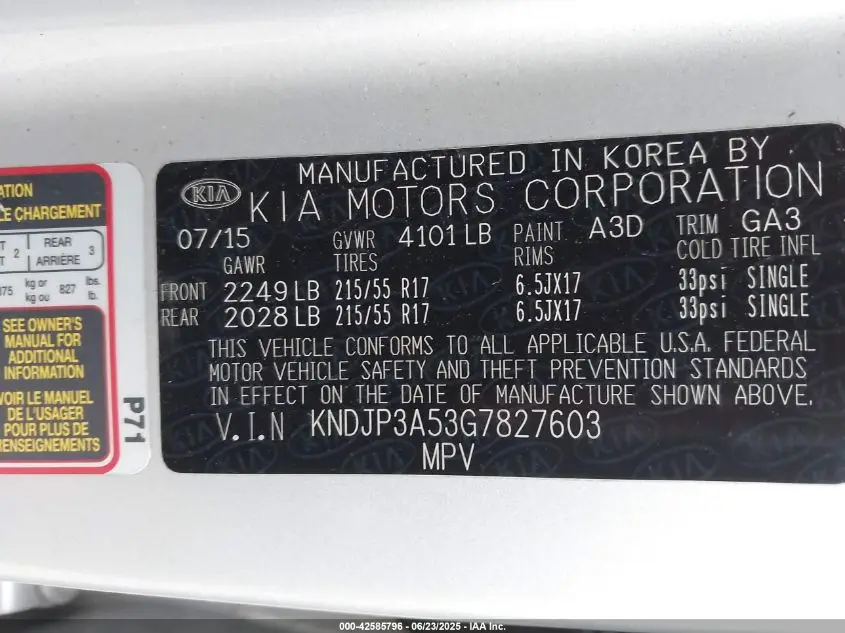 ATION
E CHARGEMENT
2
REAR
ARRIÈRE
3
kg or
kg ou
827
lbs.
lb.
SEE OWNER'S
MANUAL FOR
ADDITIONAL
INFORMATION
VOIR LE MANUEL
DE L'USAGER
POUR PLUS DE
RENSEIGNEMENTS
P71
KIA
MANUFACTURED IN KOREA BY
KIA MOTORS CORPORATION
07/15 GVWR 4101 LB PAINT A3D TRIM GA3
GAWR TIRES RIMS COLD TIRE INFL
FRONT 2249 LB 215/55 R17 6.5JX17 33psi SINGLE
REAR 2028 LB 215/55 R17 6.5JX17 33psi SINGLE
THIS VEHICLE CONFORMS TO ALL APPLICABLE U.S.A. FEDERAL
MOTOR VEHICLE SAFETY AND THEFT PREVENTION STANDARDS
IN EFFECT ON THE DATE OF MANUFACTURE SHOWN ABOVE.
V.I.N KNDJP3A53G7827603
MPV
000-42585796 - 06/23/2025 - IAA Inc.